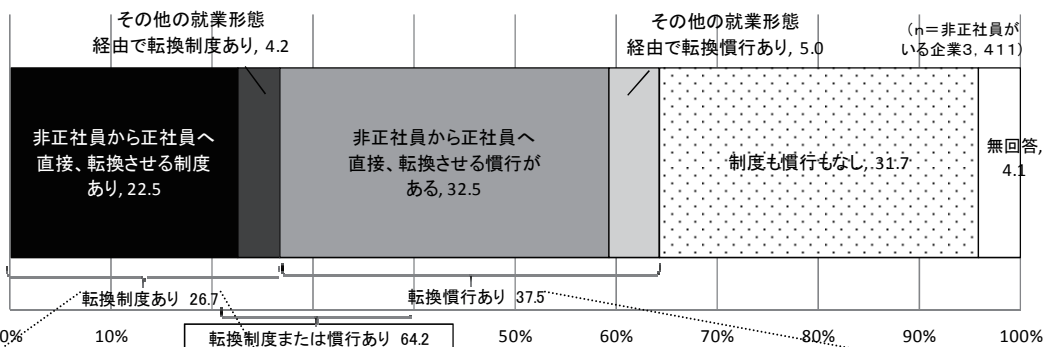 その他の就業形態
経由で転換制度あり, 4.2
その他の就業形態
経由で転換慣行あり, 5.0
（n=非正社員が
いる企業3,411）
非正社員から正社員へ
直接、転換させる制度
あり, 22.5
非正社員から正社員へ
直接、転換させる慣行が
ある, 32.5
制度も慣行もなし, 31.7
無回答,
4.1
転換制度あり 26.7
転換慣行あり 37.5
転換制度または慣行あり 64.2
0% 10% 50% 60% 70% 80% 90% 100%